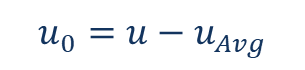 u₀ = u − u_Avg